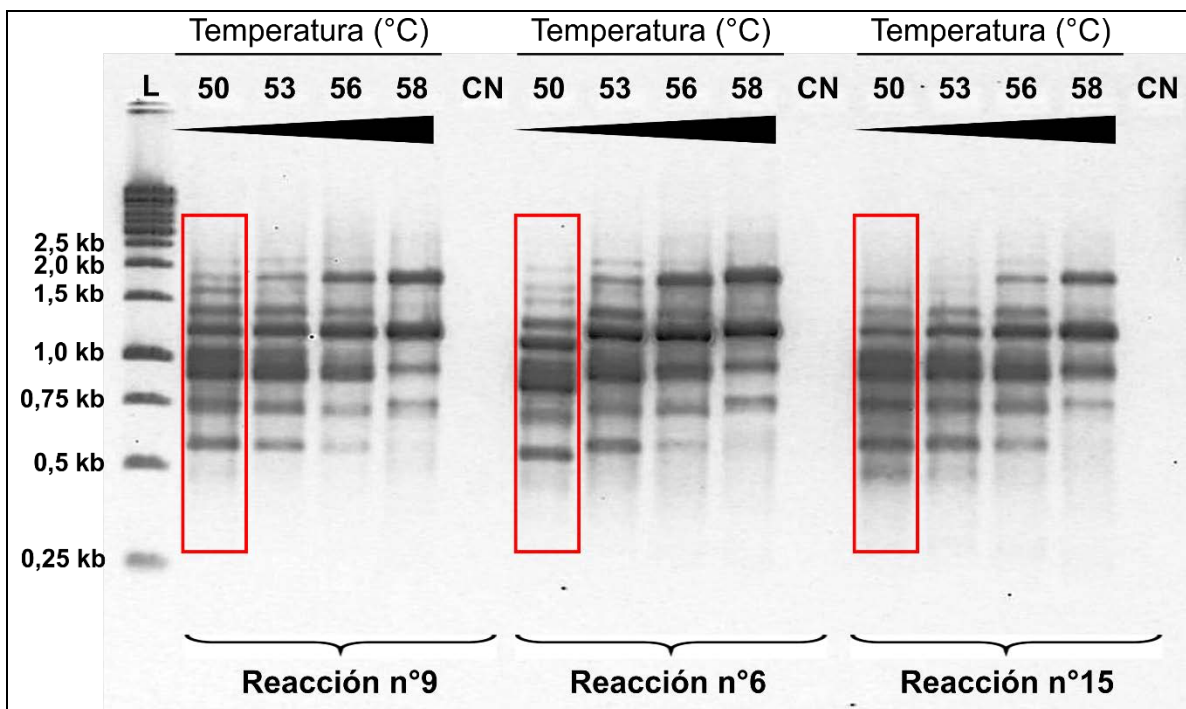 Temperatura (°C) Temperatura (°C) Temperatura (°C)
L 50 53 56 58 CN 50 53 56 58 CN 50 53 56 58 CN
2,5 kb
2,0 kb
1,5 kb
1,0 kb
0,75 kb
0,5 kb
0,25 kb
Reacción n°9 Reacción n°6 Reacción n°15